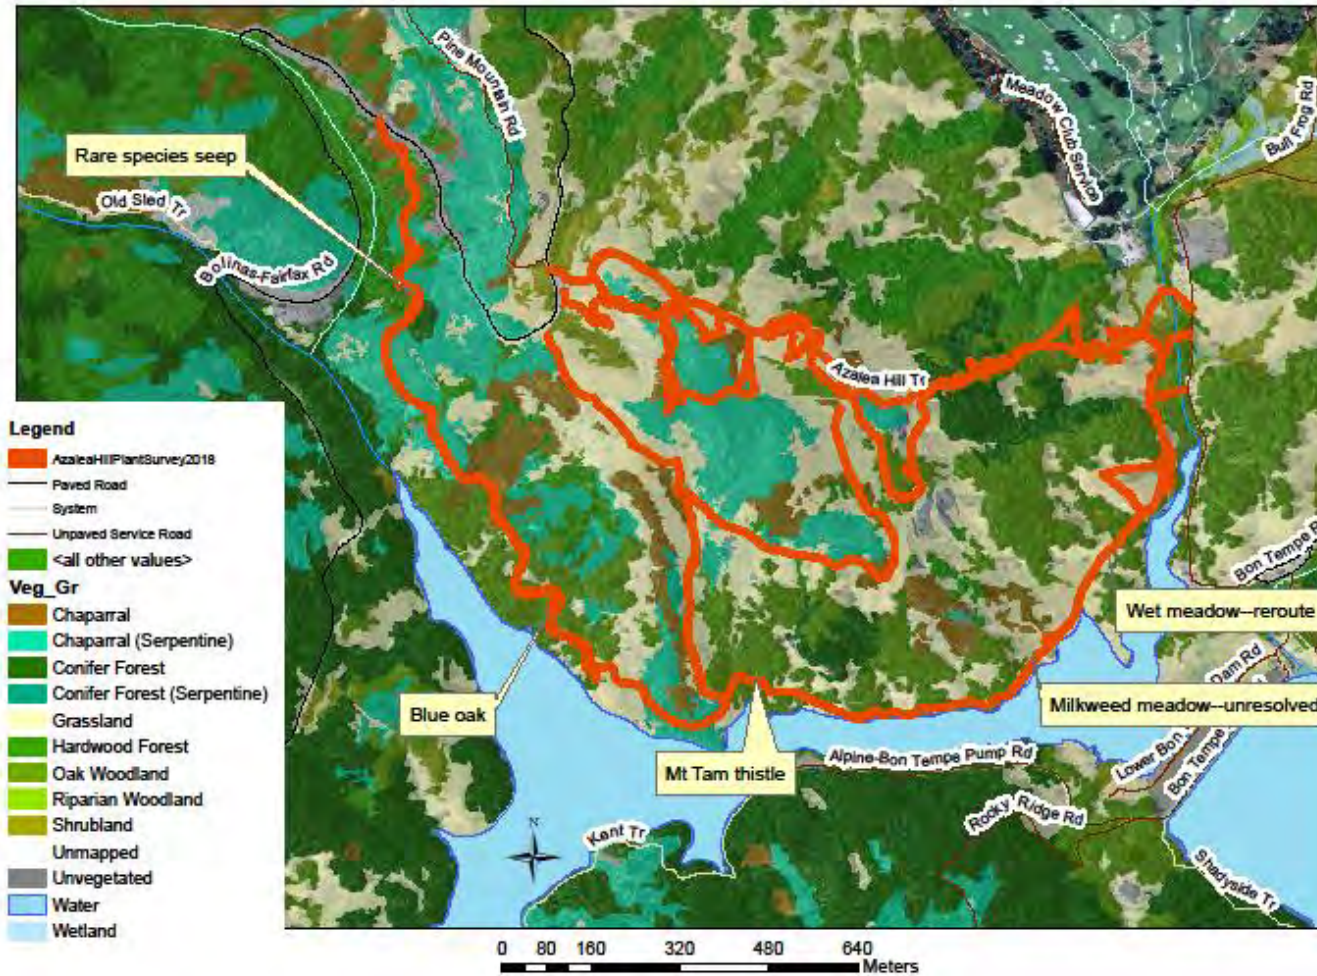 Pine Mountain Rd
Meadow Club Service
Bull Frog Rd
Rare species seep
Old Sled Tr
Bolinas-Fairfax Rd
Azalea Hill Tr
Legend
AzaleaHillPlantSurvey2018
Paved Road
System
Unpaved Service Road
<all other values>
Veg_Gr
Chaparral
Chaparral (Serpentine)
Conifer Forest
Conifer Forest (Serpentine)
Grassland
Hardwood Forest
Oak Woodland
Riparian Woodland
Shrubland
Unmapped
Unvegetated
Water
Wetland
Bon Tempe
Wet meadow--reroute
Dam Rd
Blue oak
Milkweed meadow--unresolved
Mt Tam thistle
Alpine-Bon Tempe Pump Rd
Lower Bon
Bon Tempe
Rocky Ridge Rd
Kent Tr
Shadyside Tr
N
0 80 160 320 480 640
Meters